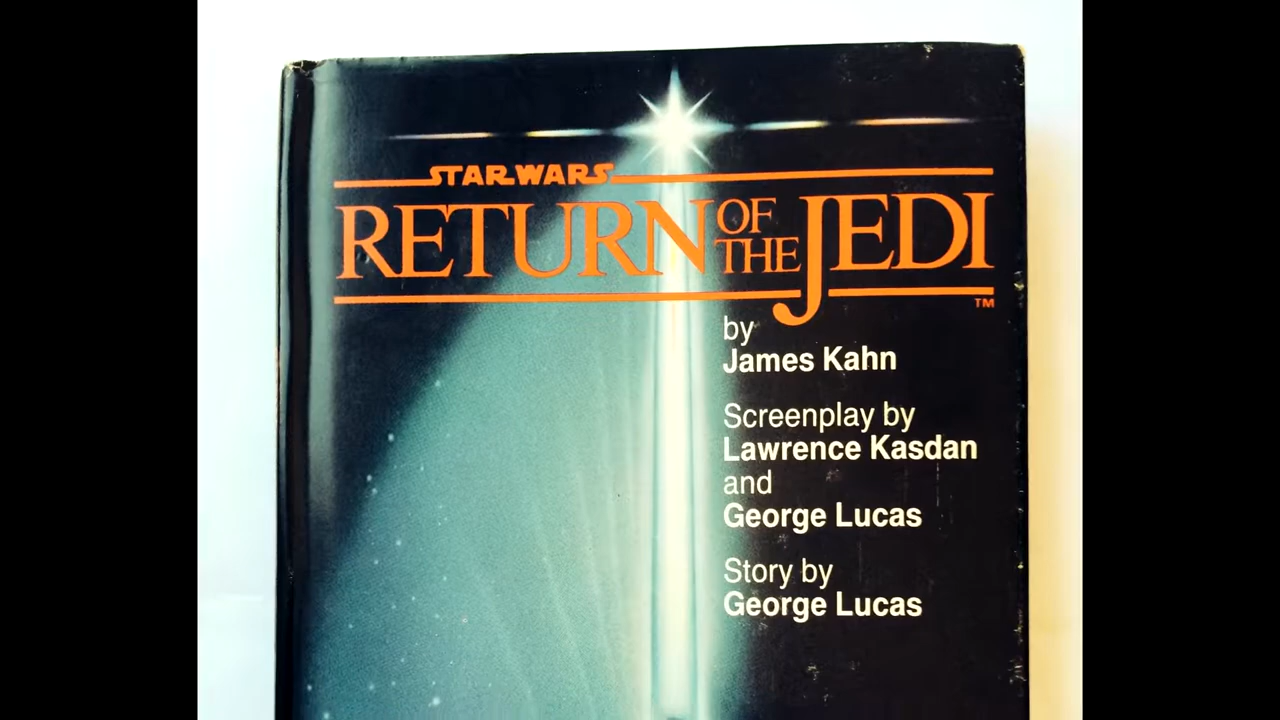 STAR WARS
RETURN OF THE JEDI
TM
by
James Kahn
Screenplay by
Lawrence Kasdan
and
George Lucas
Story by
George Lucas